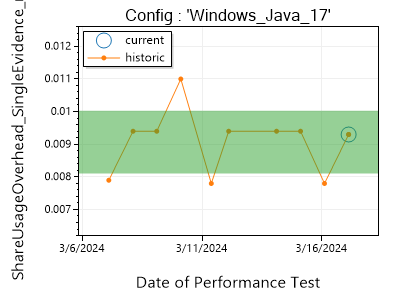 Config : 'Windows_Java_17'
current
historic
0.012
0.011
0.01
0.009
0.008
0.007
3/6/2024
3/11/2024
3/16/2024
Date of Performance Test
ShareUsageOverhead_SingleEvidence_